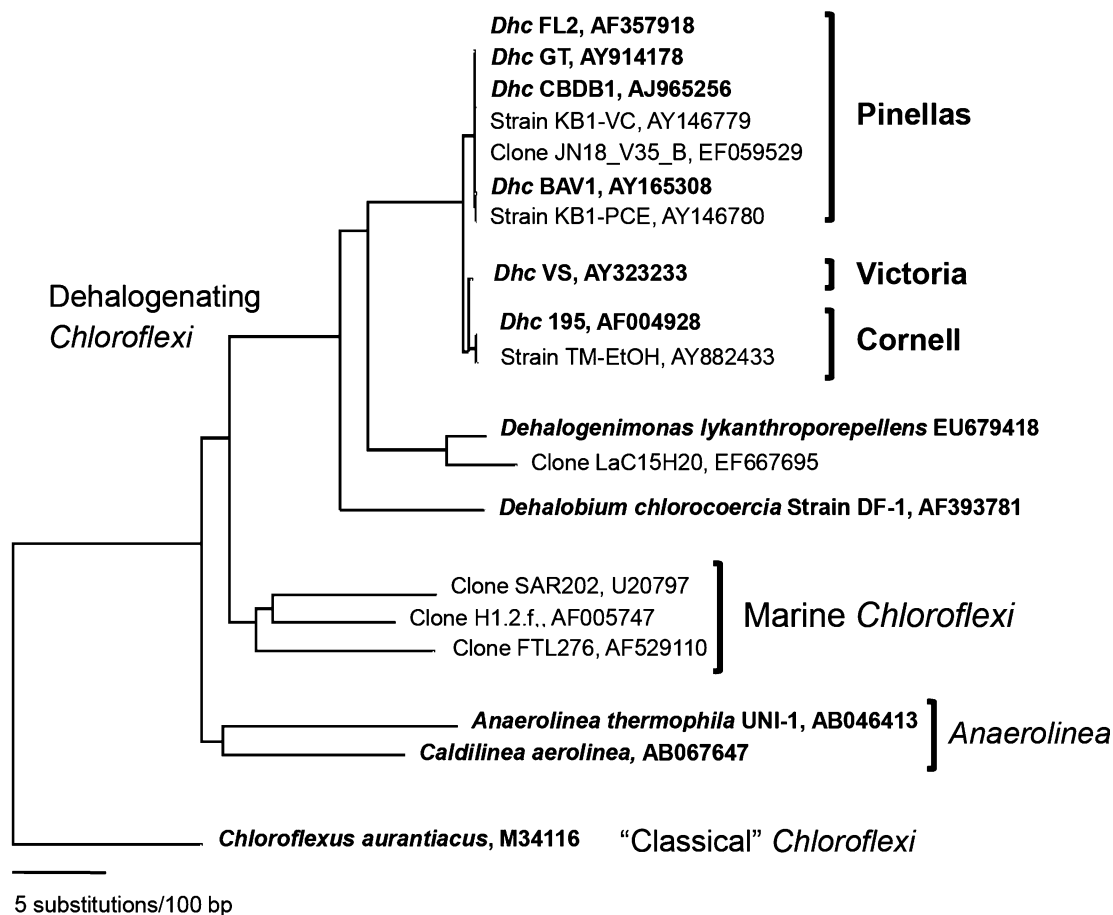 Dhc FL2, AF357918
Dhc GT, AY914178
Dhc CBDB1, AJ965256
Strain KB1-VC, AY146779
Clone JN18_V35_B, EF059529
Dhc BAV1, AY165308
Strain KB1-PCE, AY146780
Pinellas
Dhc VS, AY323233
Victoria
Dhc 195, AF004928
Strain TM-EtOH, AY882433
Cornell
Dehalogenating
Chloroflexi
Dehalogenimonas lykanthroporepellens EU679418
Clone LaC15H20, EF667695
Dehalobium chlorocoercia Strain DF-1, AF393781
Clone SAR202, U20797
Clone H1.2.f,, AF005747
Clone FTL276, AF529110
Marine Chloroflexi
Anaerolinea thermophila UNI-1, AB046413
Caldilinea aerolinea, AB067647
Anaerolinea
Chloroflexus aurantiacus, M34116 “Classical” Chloroflexi
5 substitutions/100 bp